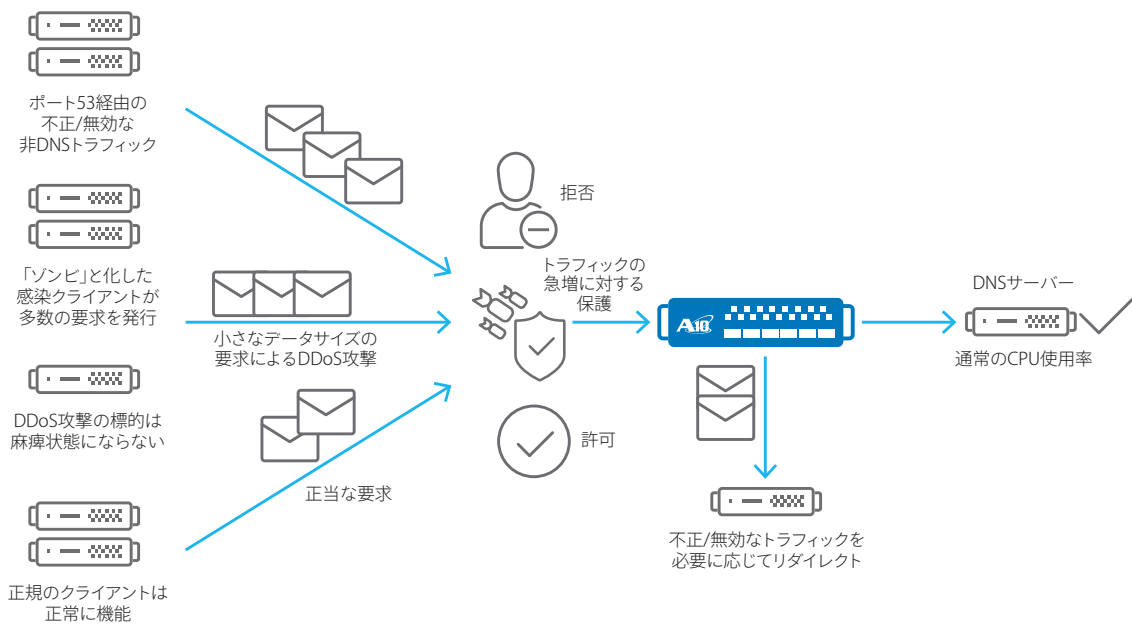 ポート53経由の
不正/無効な
非DNSトラフィック
「ゾンビ」と化した
感染クライアントが
多数の要求を発行
DDoS攻撃の標的は
麻痺状態にならない
正規のクライアントは
正常に機能
小さなデータサイズの
要求によるDDoS攻撃
正当な要求
拒否
許可
トラフィックの
急増に対する
保護
A10
不正/無効なトラフィックを
必要に応じてリダイレクト
DNSサーバー
通常のCPU使用率